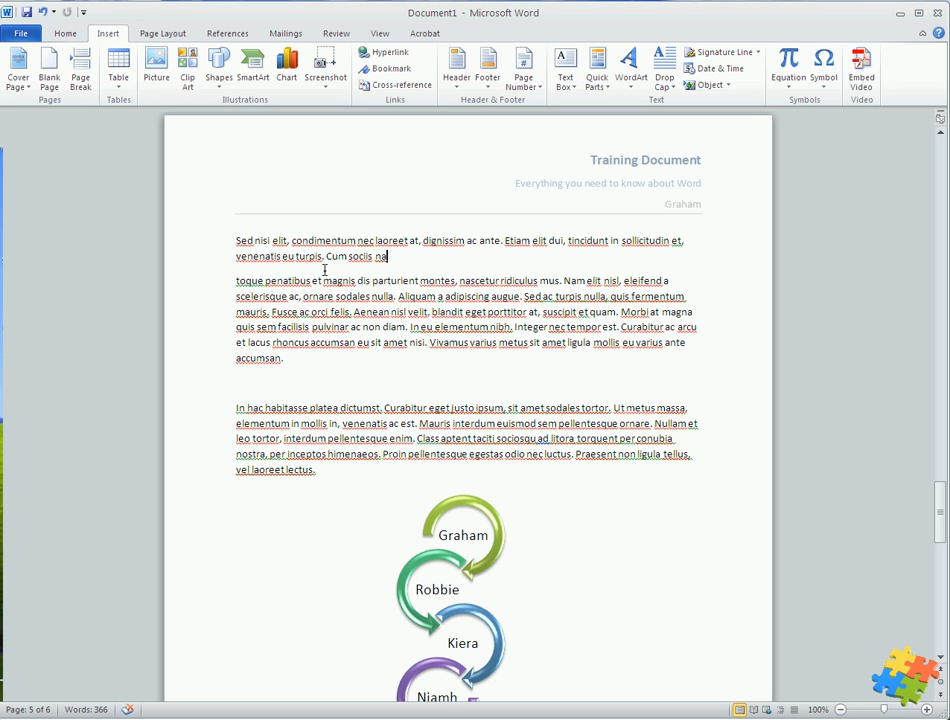 Document1 - Microsoft Word
File Home Insert Page Layout References Mailings Review View Acrobat
Cover Page Blank Page Page Break Table Picture Clip Art Shapes SmartArt Chart Screenshot Hyperlink Bookmark Cross-reference Header Footer Page Number Text Box Quick Parts WordArt Drop Cap Signature Line Date & Time Object Equation Symbol Embed Video
Pages Tables Illustrations Links Header & Footer Text Symbols Video
Training Document
Everything you need to know about Word
Graham
Sed nisi elit, condimentum nec laoreet at, dignissim ac ante. Etiam elit dui, tincidunt in sollicitudin et,
venenatis eu turpis. Cum sociis na
toque penatibus et magnis dis parturient montes, nascetur ridiculus mus. Nam elit nisl, eleifend a
scelerisque ac, ornare sodales nulla. Aliquam a adipiscing augue. Sed ac turpis nulla, quis fermentum
mauris. Fusce ac orci felis. Aenean nisl velit, blandit eget porttitor at, suscipit et quam. Morbi at magna
quis sem facilisis pulvinar ac non diam. In eu elementum nibh. Integer nec tempor est. Curabitur ac arcu
et lacus rhoncus accumsan eu sit amet nisi. Vivamus varius metus sit amet ligula mollis eu varius ante
accumsan.
In hac habitasse platea dictumst. Curabitur eget justo ipsum, sit amet sodales tortor. Ut metus massa,
elementum in mollis in, venenatis ac est. Mauris interdum euismod sem pellentesque ornare. Nullam et
leo tortor, interdum pellentesque enim. Class aptent taciti sociosqu ad litora torquent per conubia
nostra, per inceptos himenaeos. Proin pellentesque egestas odio nec luctus. Praesent non ligula tellus,
vel laoreet lectus.
Graham
Robbie
Kiera
Niamh
Page: 5 of 6 Words: 366 100%